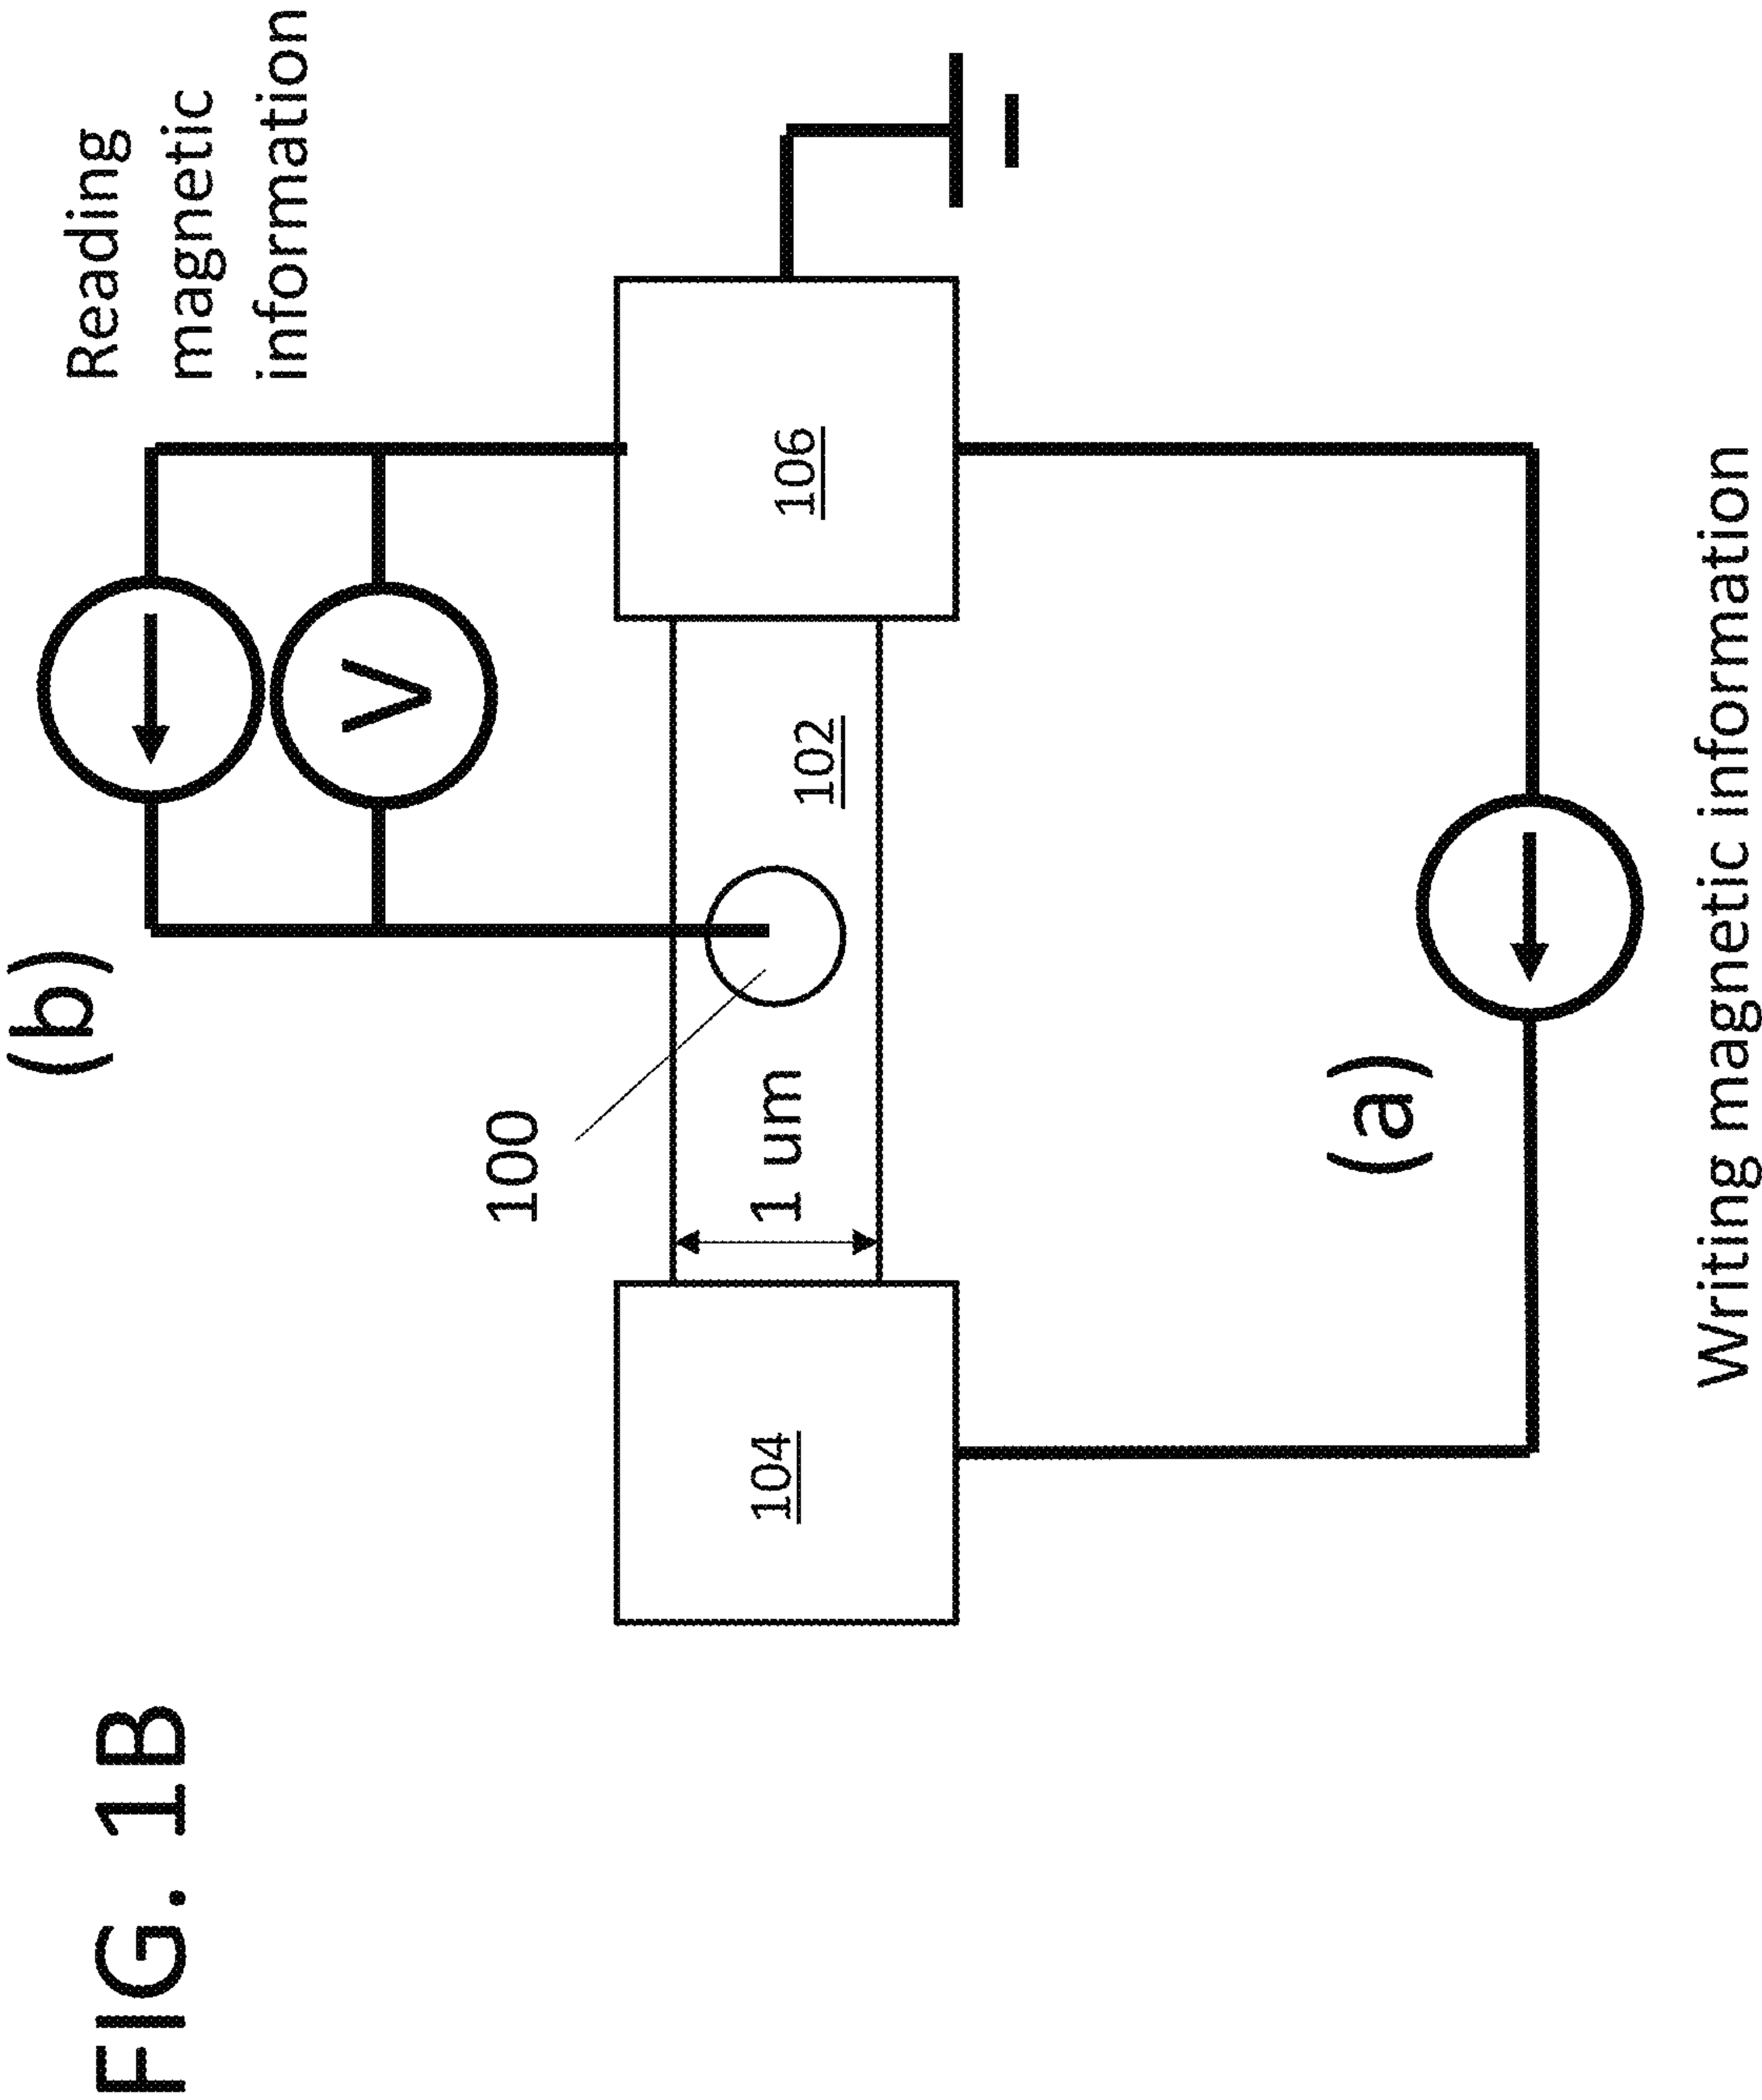 FIG. 1B
(b)
Reading
magnetic
information
V
100
104
1 um
102
106
(a)
Writing magnetic information